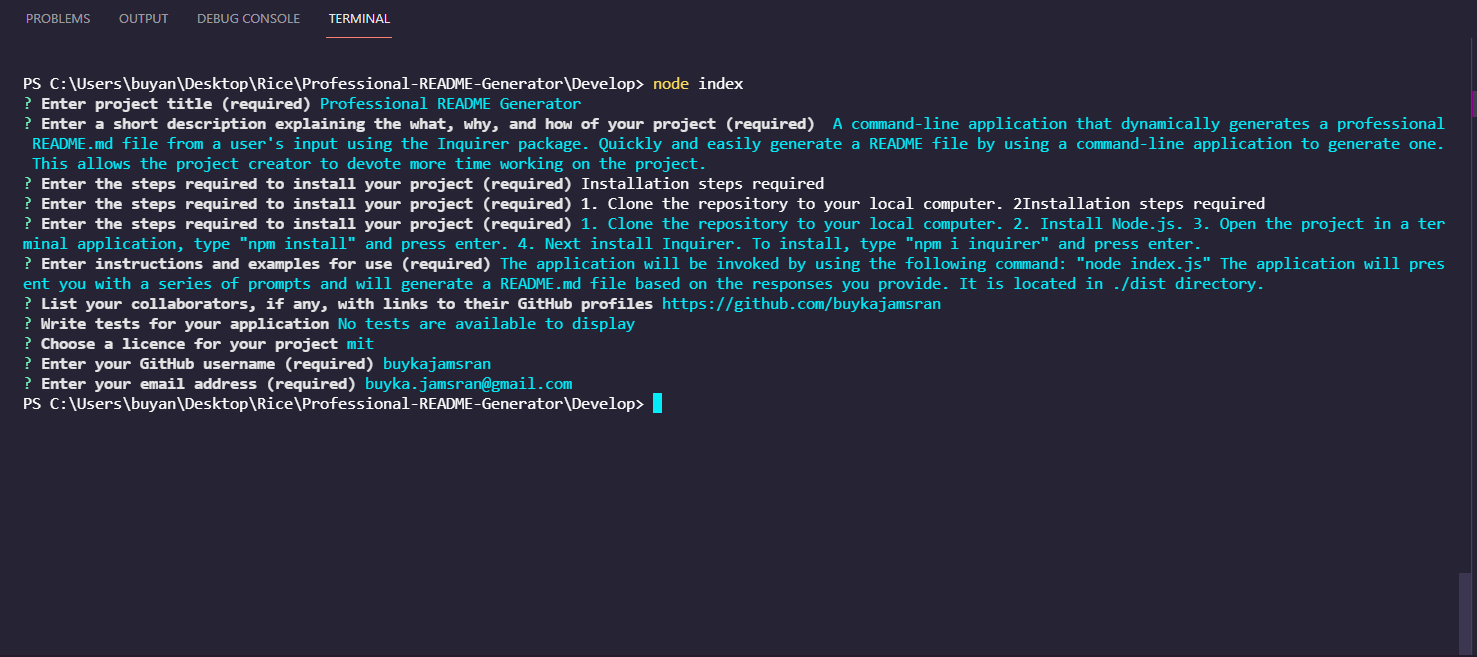 PROBLEMS OUTPUT DEBUG CONSOLE TERMINAL
PS C:\Users\buyan\Desktop\Rice\Professional-README-Generator\Develop> node index
? Enter project title (required) Professional README Generator
? Enter a short description explaining the what, why, and how of your project (required)  A command-line application that dynamically generates a professional
README.md file from a user's input using the Inquirer package. Quickly and easily generate a README file by using a command-line application to generate one.
This allows the project creator to devote more time working on the project.
? Enter the steps required to install your project (required) Installation steps required
? Enter the steps required to install your project (required) 1. Clone the repository to your local computer. 2Installation steps required
? Enter the steps required to install your project (required) 1. Clone the repository to your local computer. 2. Install Node.js. 3. Open the project in a ter
minal application, type "npm install" and press enter. 4. Next install Inquirer. To install, type "npm i inquirer" and press enter.
? Enter instructions and examples for use (required) The application will be invoked by using the following command: "node index.js" The application will pres
ent you with a series of prompts and will generate a README.md file based on the responses you provide. It is located in ./dist directory.
? List your collaborators, if any, with links to their GitHub profiles https://github.com/buykajamsran
? Write tests for your application No tests are available to display
? Choose a licence for your project mit
? Enter your GitHub username (required) buykajamsran
? Enter your email address (required) buyka.jamsran@gmail.com
PS C:\Users\buyan\Desktop\Rice\Professional-README-Generator\Develop>